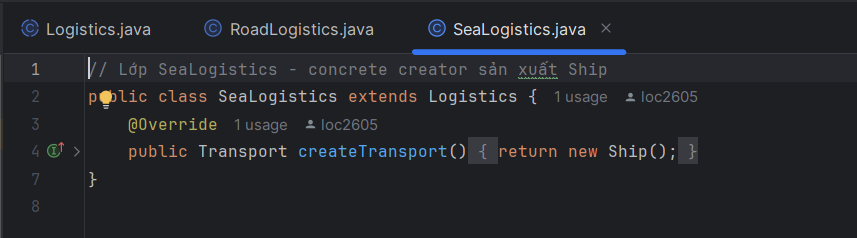 Logistics.java RoadLogistics.java SeaLogistics.java
1 // Lớp SeaLogistics - concrete creator sản xuất Ship
2 public class SeaLogistics extends Logistics { 1 usage loc2605
3 @Override 1 usage loc2605
4 public Transport createTransport() { return new Ship(); }
7 }
8